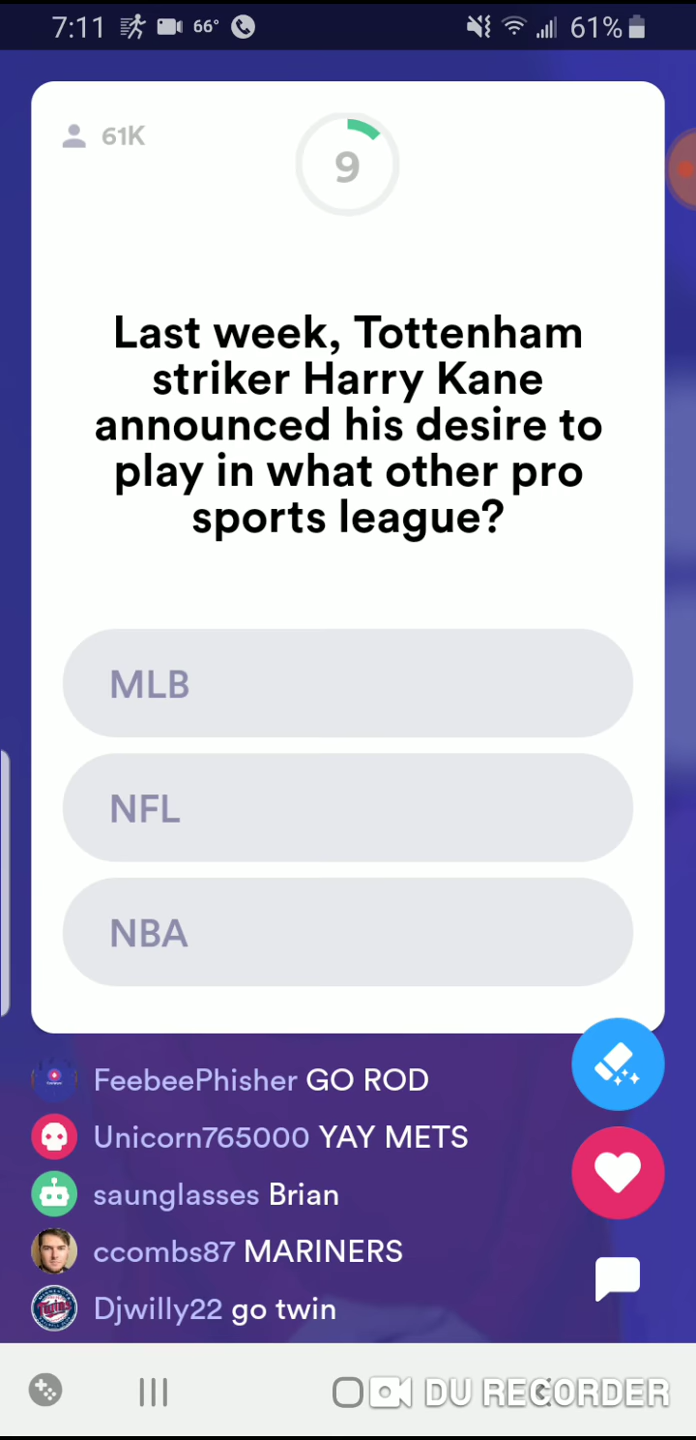 7:11 66° 61%
61K
9
Last week, Tottenham
striker Harry Kane
announced his desire to
play in what other pro
sports league?
MLB
NFL
NBA
FeebeePhisher GO ROD
Unicorn765000 YAY METS
saunglasses Brian
ccombs87 MARINERS
Djwilly22 go twin
DU RECORDER